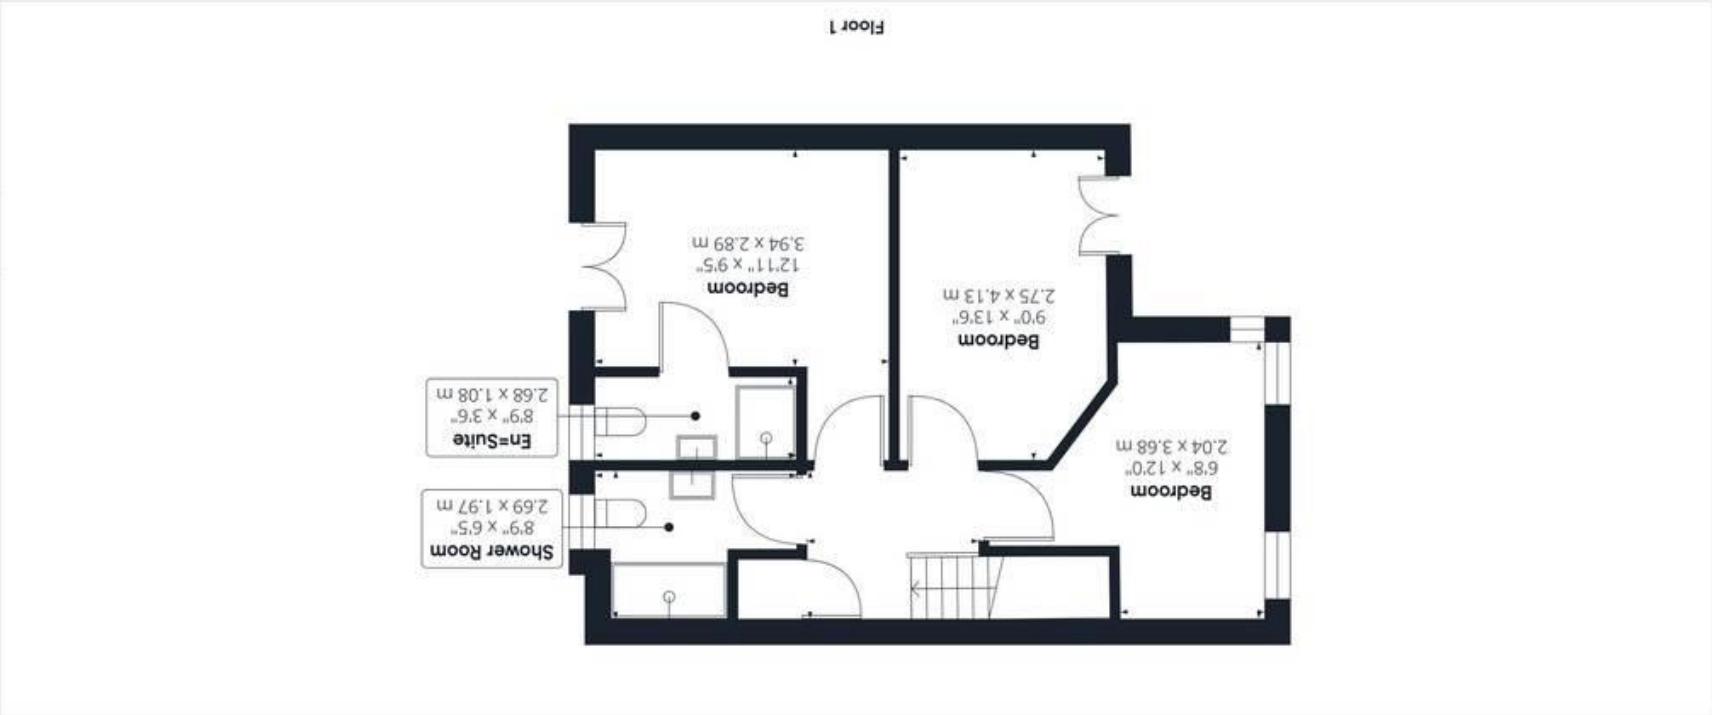 Shower Room
8'9" x 6'5"
2.69 x 1.97 m
Bedroom
6'8" x 12'0"
2.04 x 3.68 m
En=Suite
8'9" x 3'6"
2.68 x 1.08 m
Bedroom
9'0" x 13'6"
2.75 x 4.13 m
Bedroom
12'11" x 9'5"
3.94 x 2.89 m
Floor 1